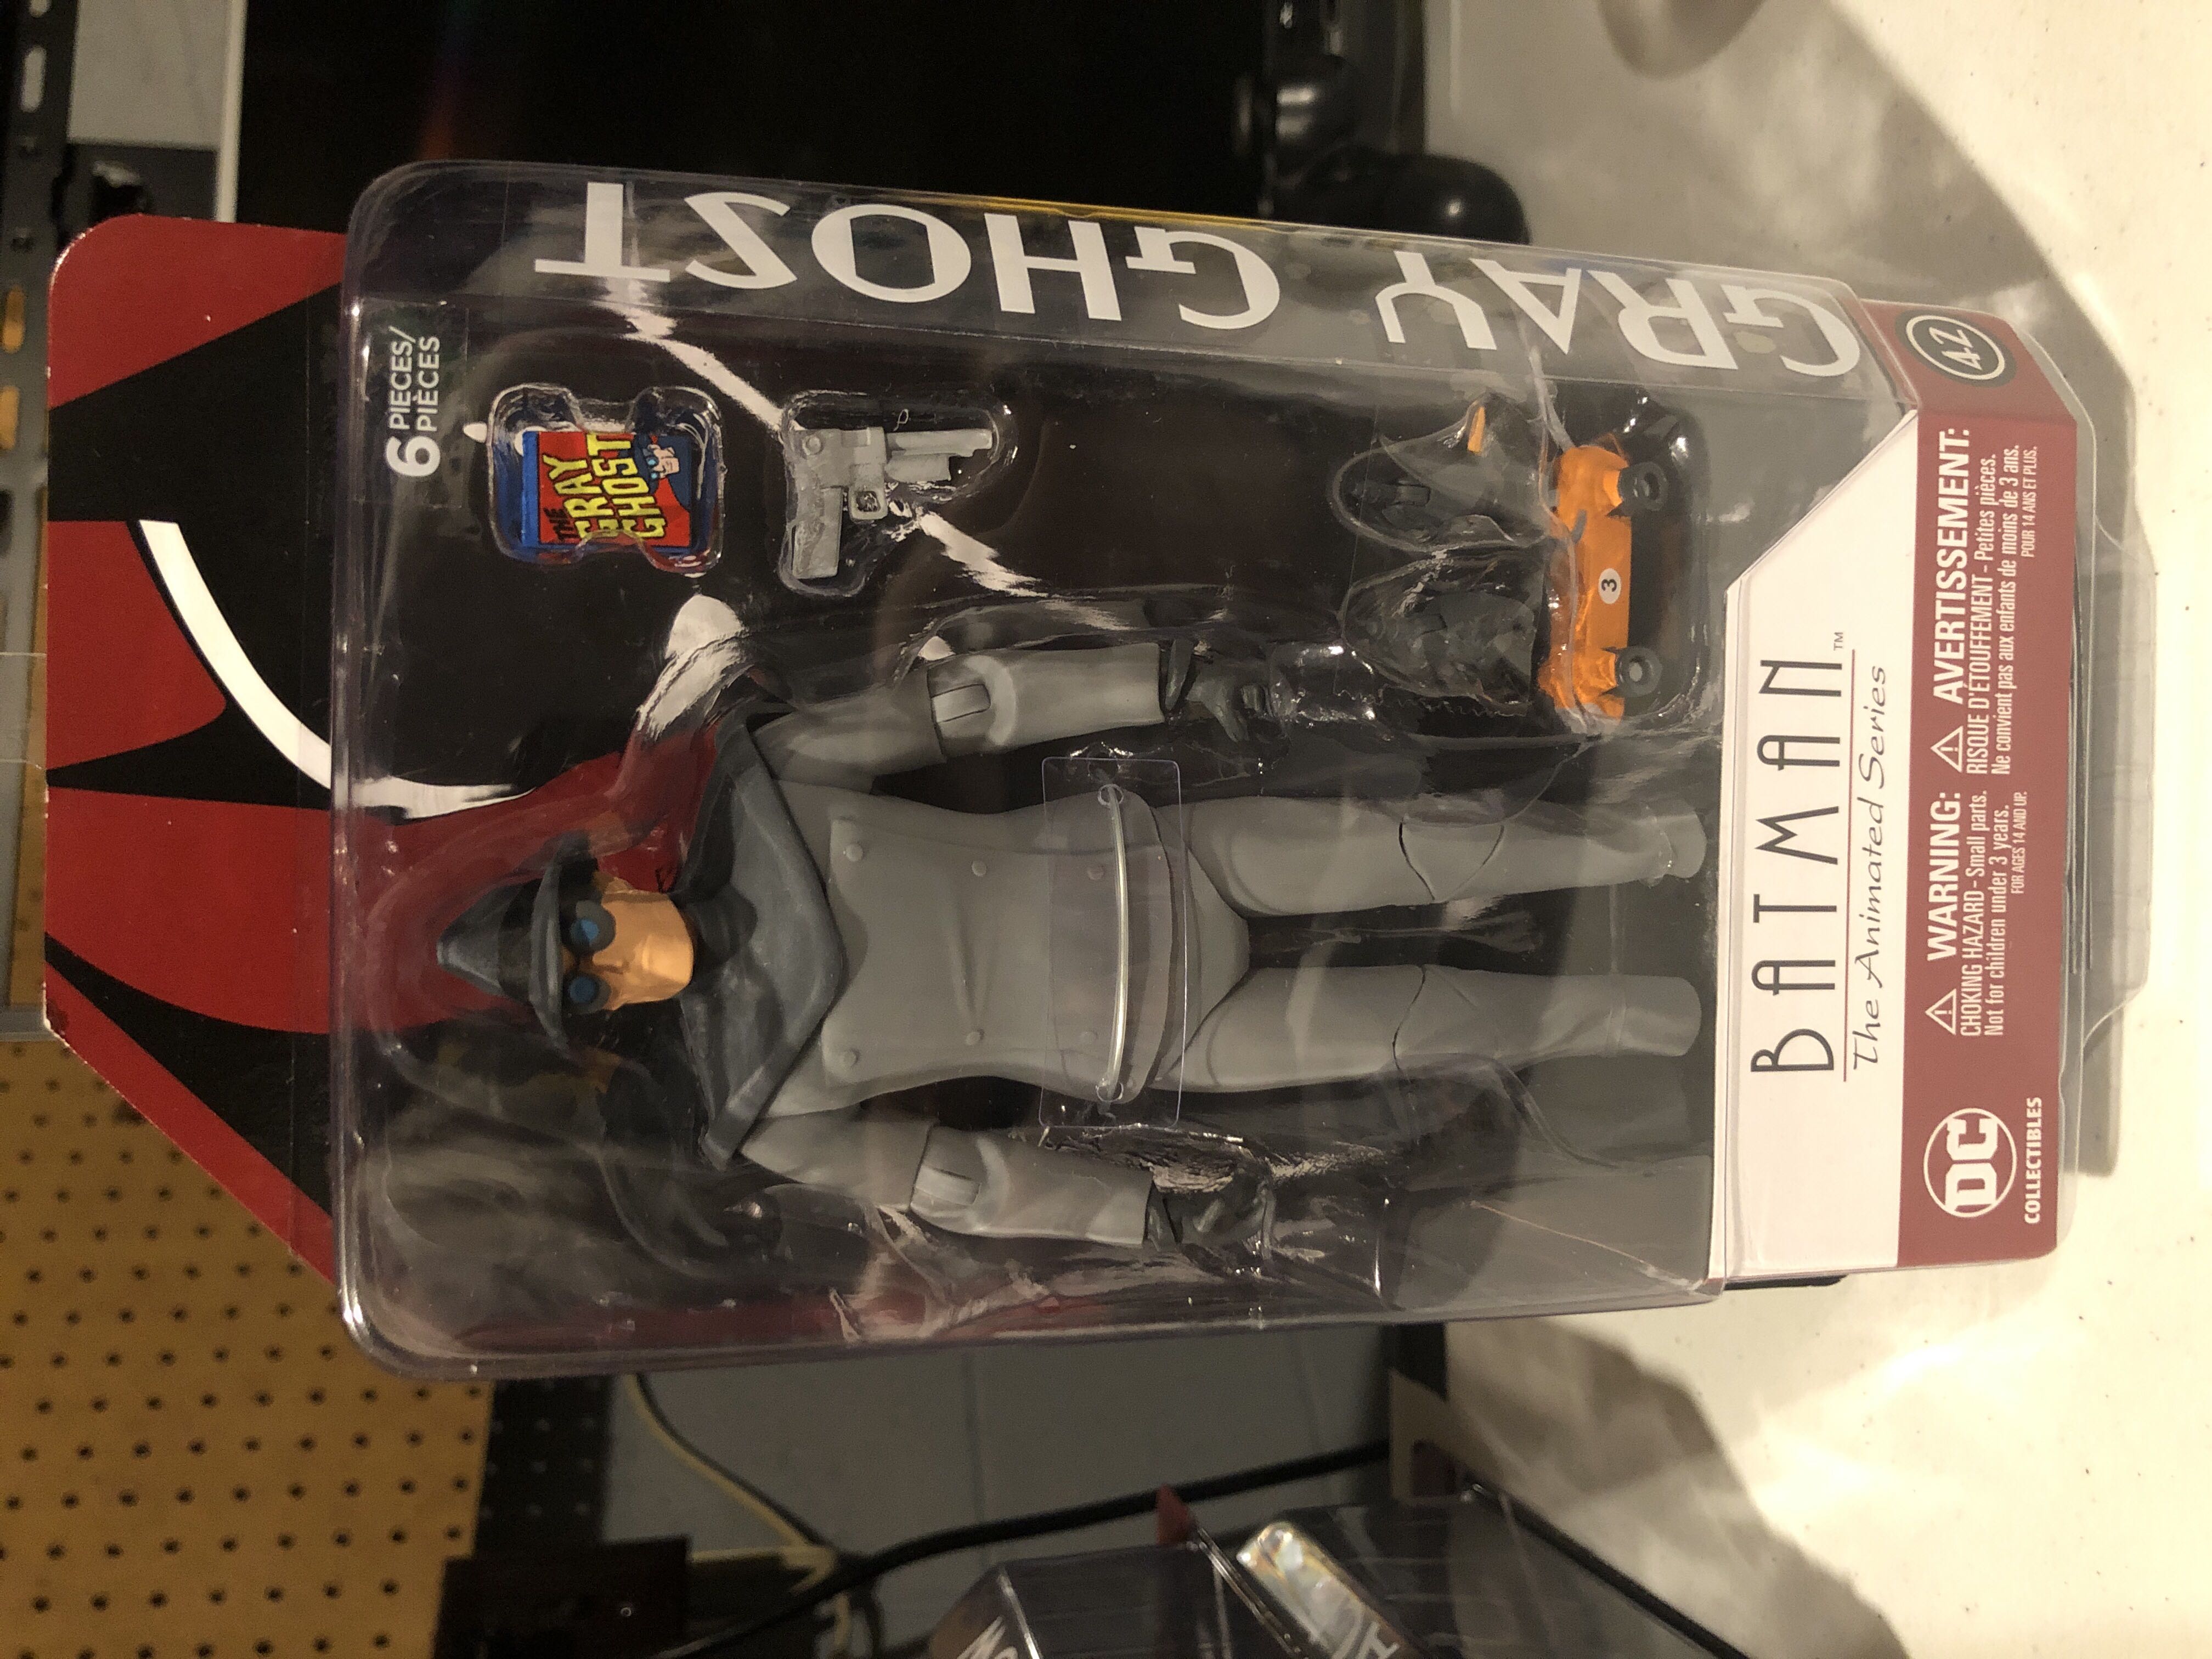 6 PIECES/
PIÈCES
THE
GRAY
GHOST
GRAY GHOST
3
BATMAN™
The Animated Series
42
DC
COLLECTIBLES
WARNING:
CHOKING HAZARD - Small parts.
Not for children under 3 years.
FOR AGES 14 AND UP.
AVERTISSEMENT:
RISQUE D'ÉTOUFFEMENT - Petites pièces.
Ne convient pas aux enfants de moins de 3 ans.
POUR 14 ANS ET PLUS.